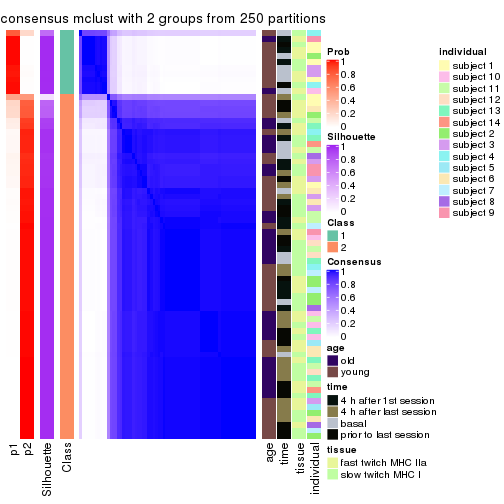 consensus mclust with 2 groups from 250 partitions
Prob
1
0.8
0.6
0.4
0.2
0
Silhouette
1
0.8
0.6
0.4
0.2
0
Class
1
2
Consensus
1
0.8
0.6
0.4
0.2
0
age
old
young
time
4 h after 1st session
4 h after last session
basal
prior to last session
tissue
fast twitch MHC IIa
slow twitch MHC I
individual
subject 1
subject 10
subject 11
subject 12
subject 13
subject 14
subject 2
subject 3
subject 4
subject 5
subject 6
subject 7
subject 8
subject 9
p1
p2
Silhouette
Class
age
time
tissue
individual